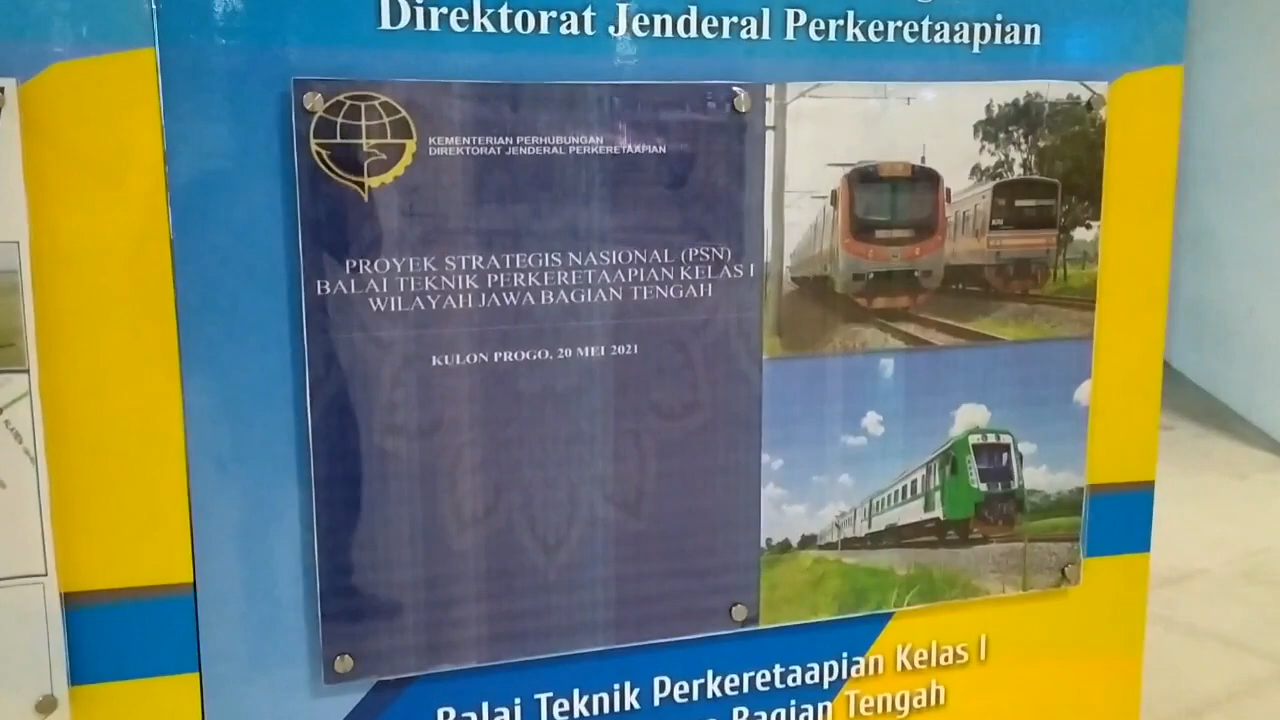 Direktorat Jenderal Perkeretaapian
KEMENTERIAN PERHUBUNGAN
DIREKTORAT JENDERAL PERKERETAAPIAN
PROYEK STRATEGIS NASIONAL (PSN)
BALAI TEKNIK PERKERETAAPIAN KELAS I
WILAYAH JAWA BAGIAN TENGAH
KULON PROGO, 20 MEI 2021
Balai Teknik Perkeretaapian Kelas I
Bagian Tengah